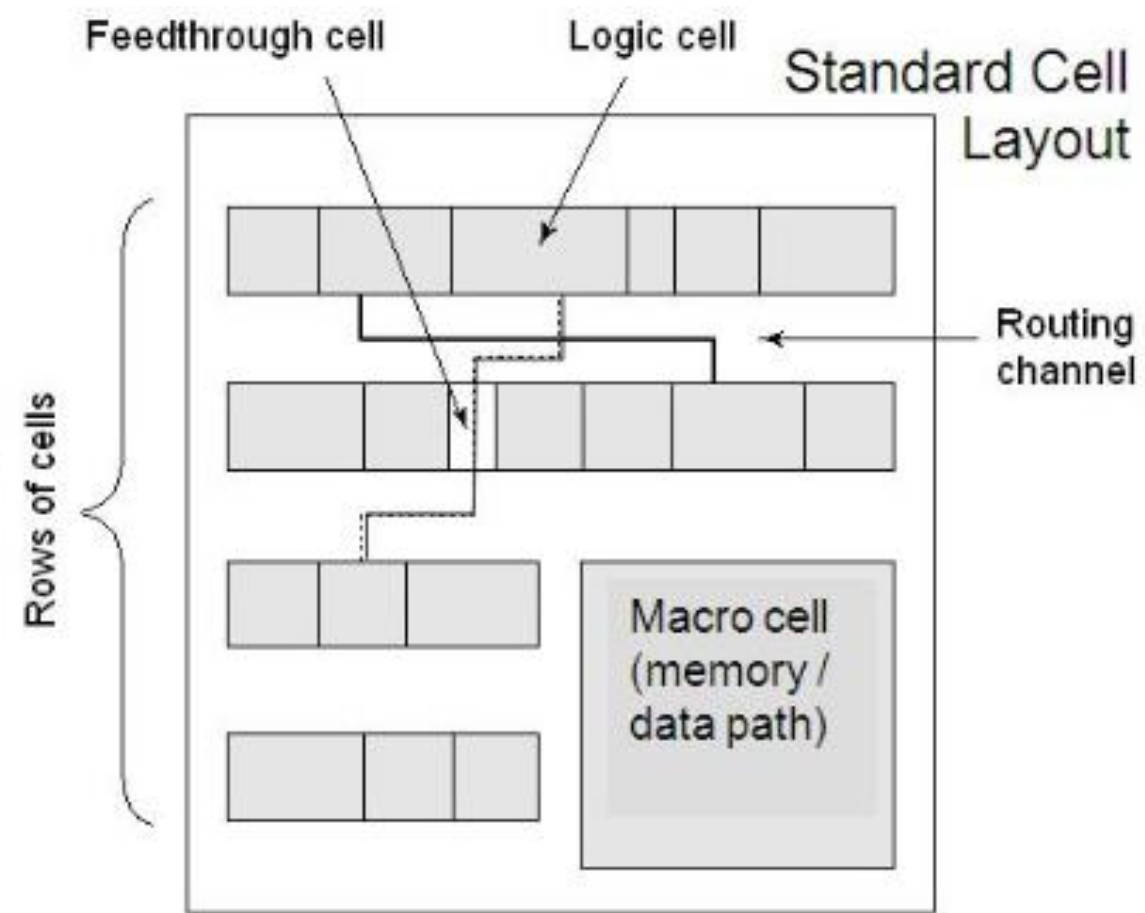 Feedthrough cell
Logic cell
Standard Cell
Layout
Routing
channel
Rows of cells
Macro cell
(memory /
data path)